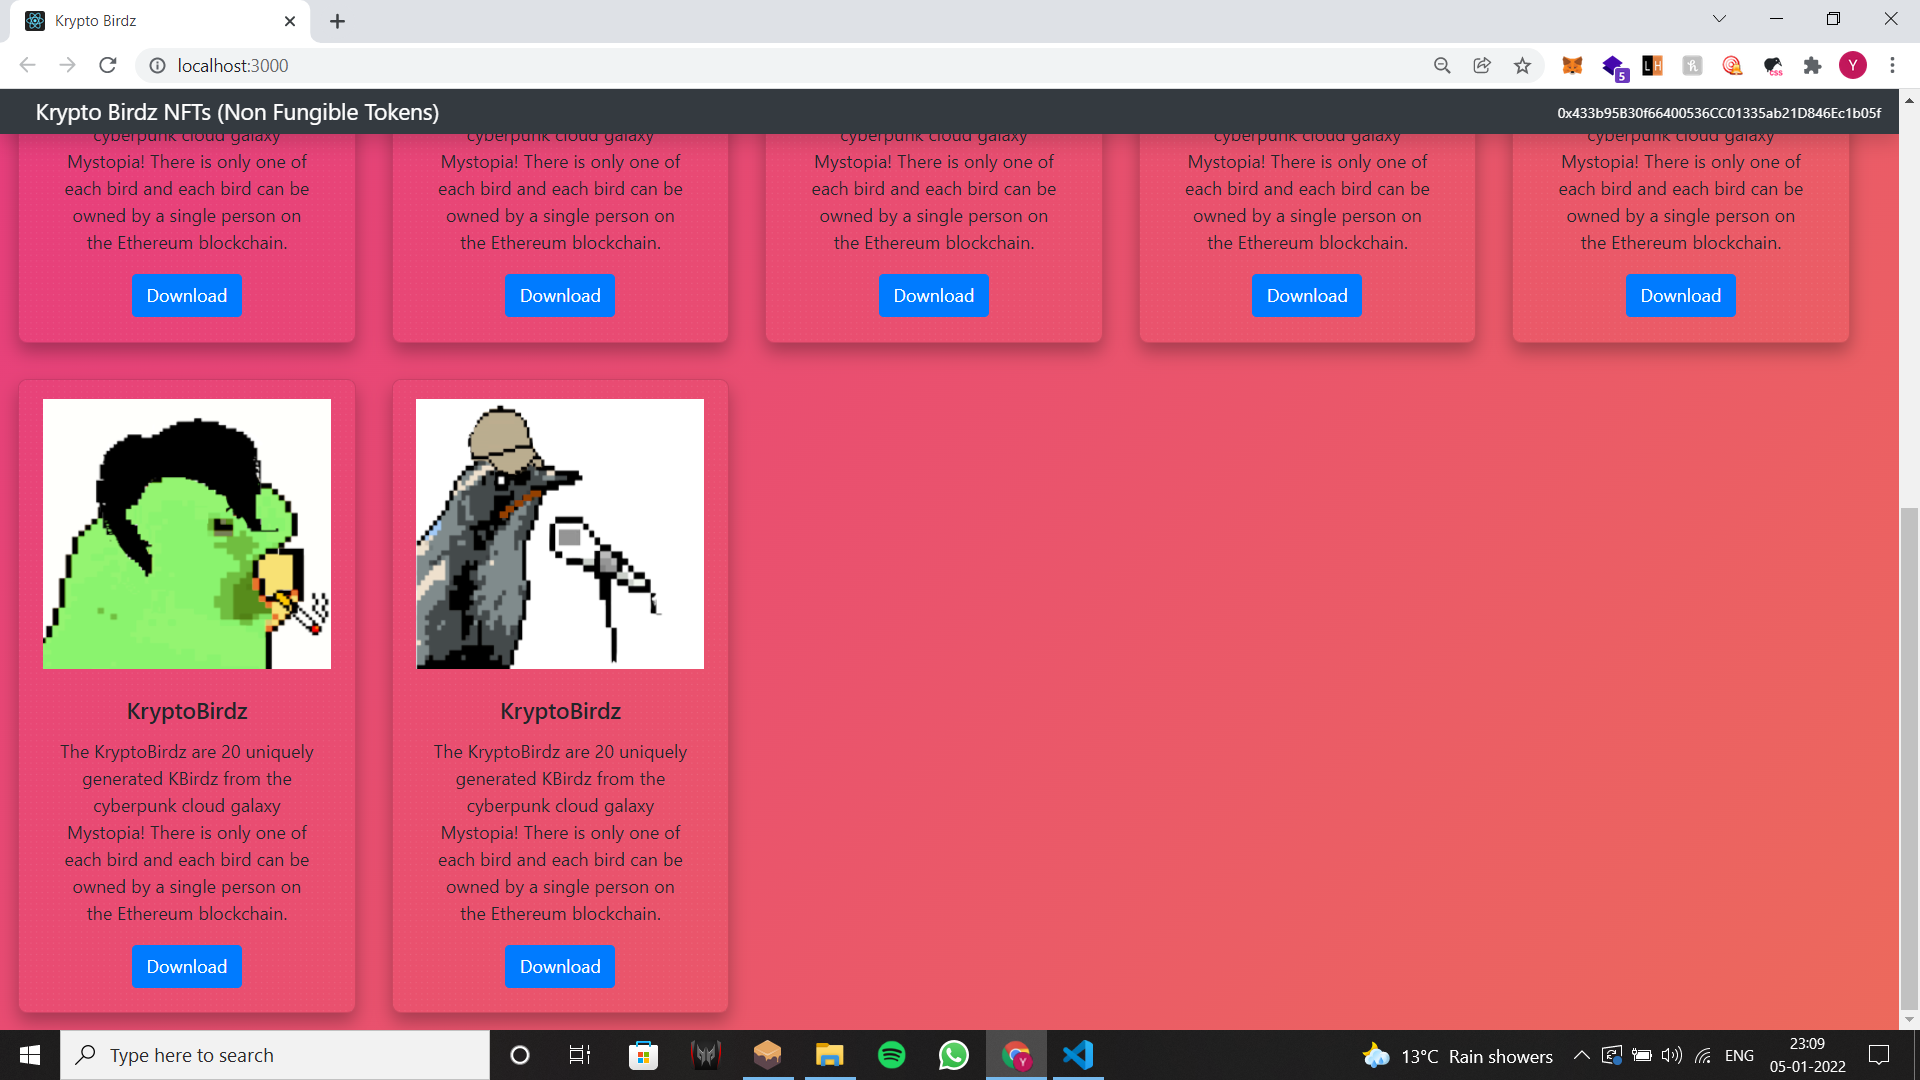 Krypto Birdz
localhost:3000
5
LH
css
Y
Krypto Birdz NFTs (Non Fungible Tokens)
0x433b95B30f66400536CC01335ab21D846Ec1b05f
cyberpunk cloud galaxy
Mystopia! There is only one of
each bird and each bird can be
owned by a single person on
the Ethereum blockchain.
Download
cyberpunk cloud galaxy
Mystopia! There is only one of
each bird and each bird can be
owned by a single person on
the Ethereum blockchain.
Download
cyberpunk cloud galaxy
Mystopia! There is only one of
each bird and each bird can be
owned by a single person on
the Ethereum blockchain.
Download
cyberpunk cloud galaxy
Mystopia! There is only one of
each bird and each bird can be
owned by a single person on
the Ethereum blockchain.
Download
cyberpunk cloud galaxy
Mystopia! There is only one of
each bird and each bird can be
owned by a single person on
the Ethereum blockchain.
Download
KryptoBirdz
The KryptoBirdz are 20 uniquely
generated KBirdz from the
cyberpunk cloud galaxy
Mystopia! There is only one of
each bird and each bird can be
owned by a single person on
the Ethereum blockchain.
Download
KryptoBirdz
The KryptoBirdz are 20 uniquely
generated KBirdz from the
cyberpunk cloud galaxy
Mystopia! There is only one of
each bird and each bird can be
owned by a single person on
the Ethereum blockchain.
Download
Type here to search
Y
13°C Rain showers
ENG
23:09
05-01-2022